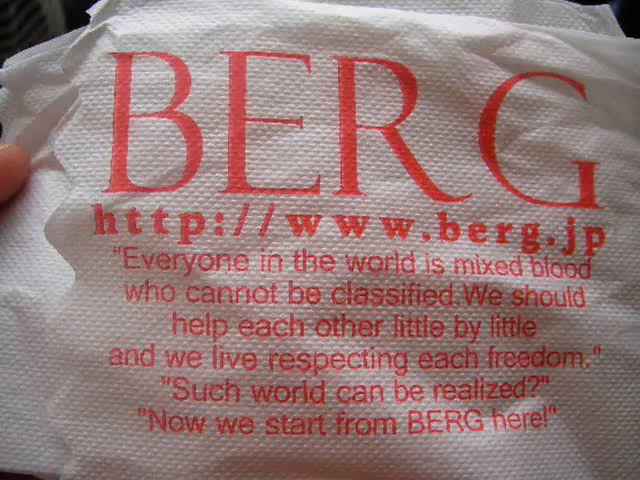 BERG
http://www.berg.jp
"Everyone in the world is mixed blood
who cannot be classified.We should
help each other little by little
and we live respecting each freedom."
"Such world can be realized?"
"Now we start from BERG here!"